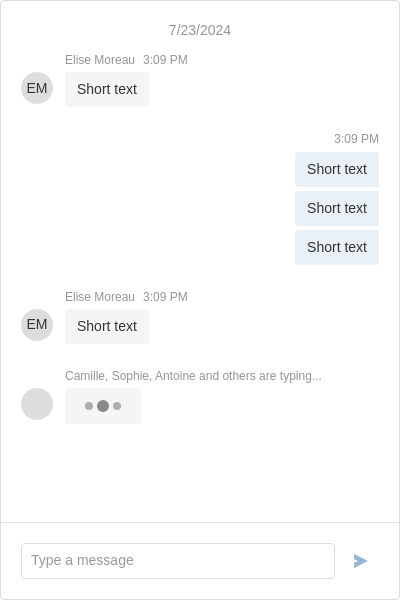 7/23/2024
Elise Moreau 3:09 PM
EM
Short text
3:09 PM
Short text
Short text
Short text
Elise Moreau 3:09 PM
EM
Short text
Camille, Sophie, Antoine and others are typing...
Type a message